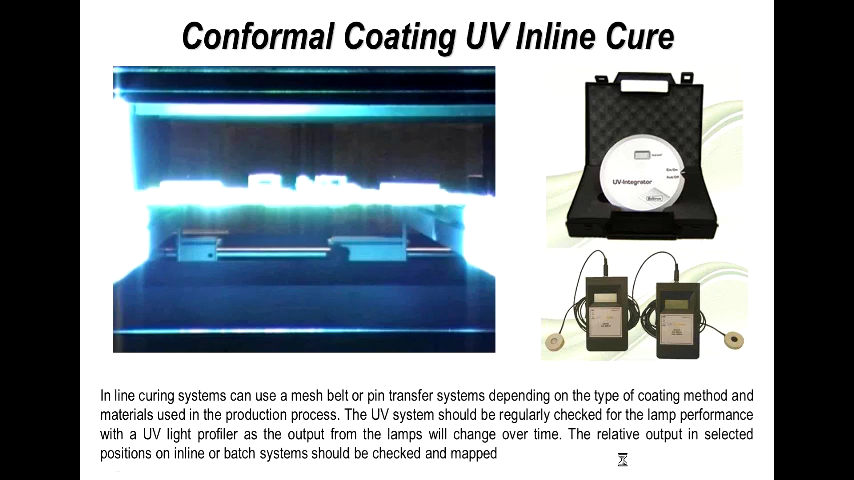 Conformal Coating UV Inline Cure
UV-Integrator
In line curing systems can use a mesh belt or pin transfer systems depending on the type of coating method and
materials used in the production process. The UV system should be regularly checked for the lamp performance
with a UV light profiler as the output from the lamps will change over time. The relative output in selected
positions on inline or batch systems should be checked and mapped